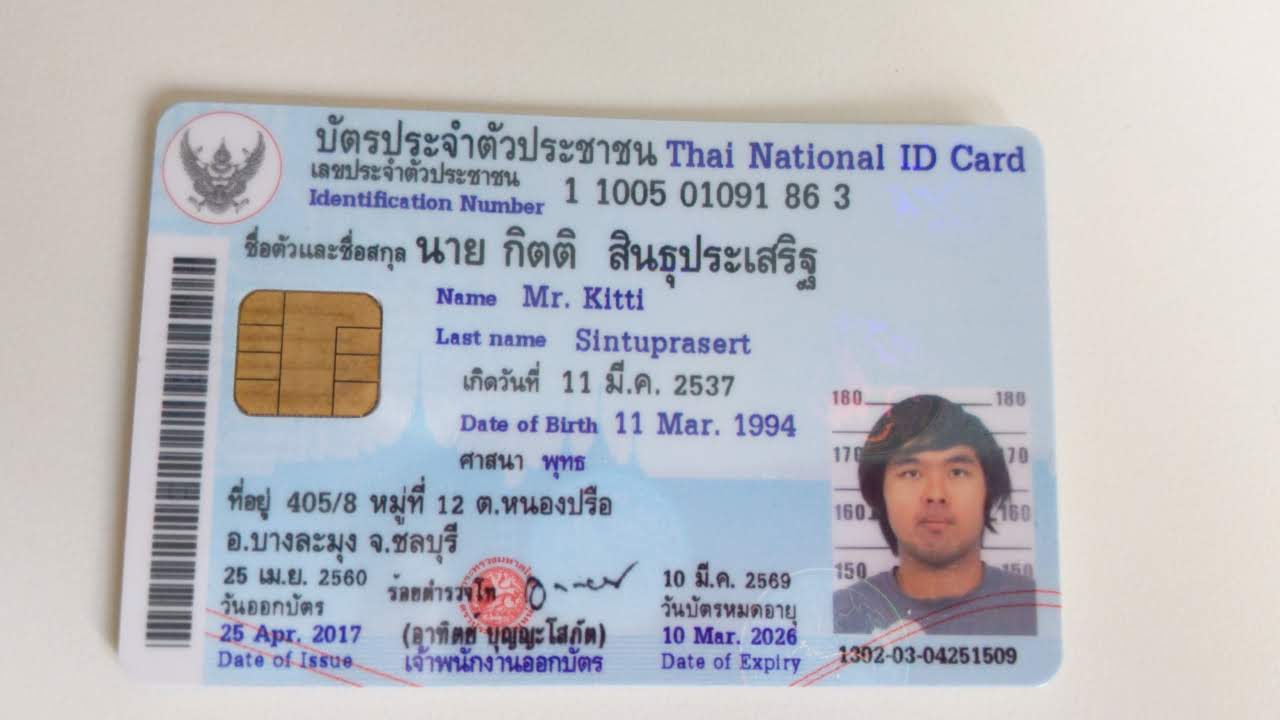 บัตรประจำตัวประชาชน Thai National ID Card
เลขประจำตัวประชาชน
Identification Number 1 1005 01091 86 3
ชื่อตัวและชื่อสกุล นาย กิตติ สินธุประเสริฐ
Name Mr. Kitti
Last name Sintuprasert
เกิดวันที่ 11 มี.ค. 2537
Date of Birth 11 Mar. 1994
ศาสนา พุทธ
ที่อยู่ 405/8 หมู่ที่ 12 ต.หนองปรือ
อ.บางละมุง จ.ชลบุรี
25 เม.ย. 2560
วันออกบัตร
25 Apr. 2017
Date of Issue
ร้อยตำรวจโท
(อาทิตย์ บุญญะโสภัต)
เจ้าพนักงานออกบัตร
10 มี.ค. 2569
วันบัตรหมดอายุ
10 Mar. 2026
Date of Expiry
180 180
170 70
160 160
150 150
1302-03-04251509